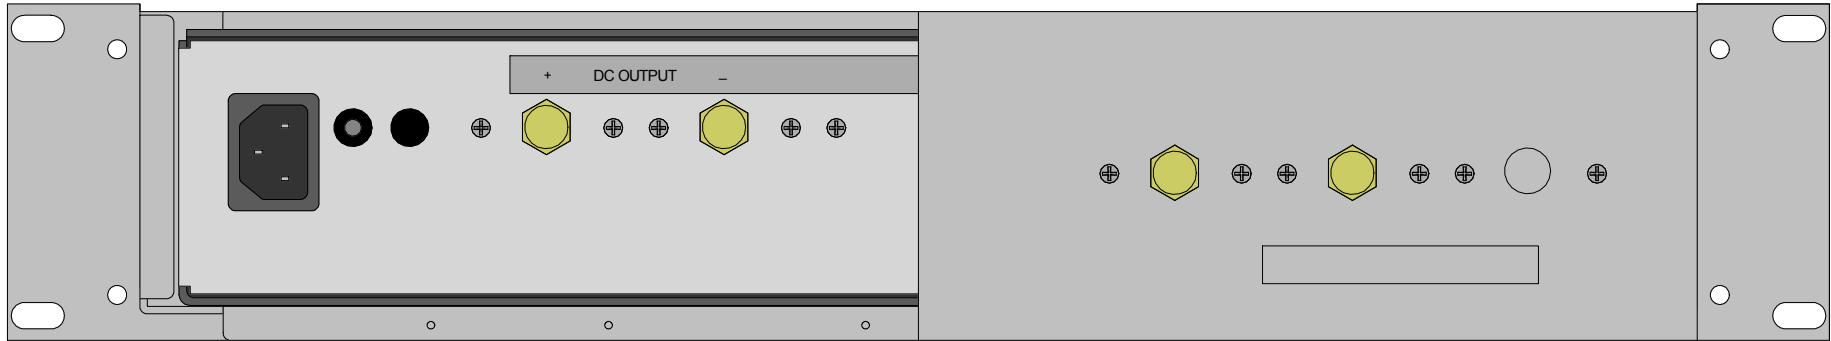 + DC OUTPUT –